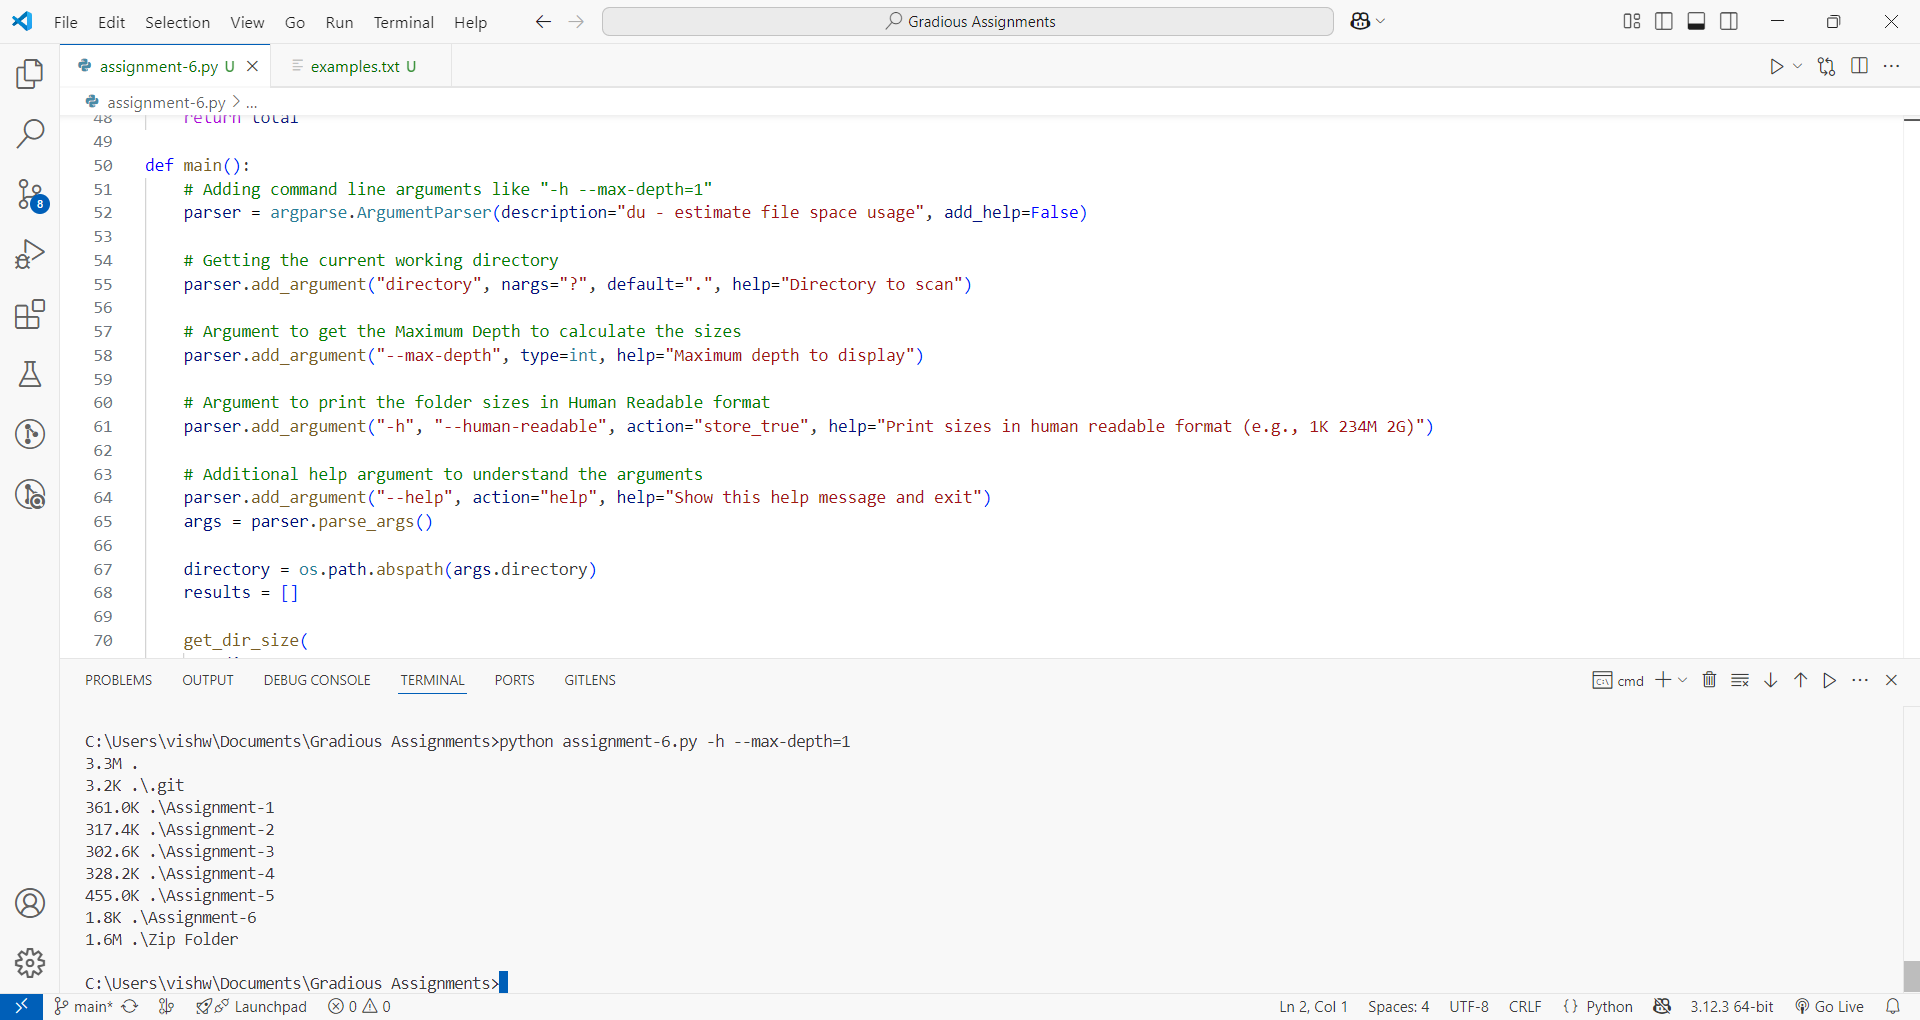 File Edit Selection View Go Run Terminal Help
Gradious Assignments
assignment-6.py U
examples.txt U
assignment-6.py > ...
48 return total
49
50 def main():
51 # Adding command line arguments like "-h --max-depth=1"
52 parser = argparse.ArgumentParser(description="du - estimate file space usage", add_help=False)
53
54 # Getting the current working directory
55 parser.add_argument("directory", nargs="?", default=".", help="Directory to scan")
56
57 # Argument to get the Maximum Depth to calculate the sizes
58 parser.add_argument("--max-depth", type=int, help="Maximum depth to display")
59
60 # Argument to print the folder sizes in Human Readable format
61 parser.add_argument("-h", "--human-readable", action="store_true", help="Print sizes in human readable format (e.g., 1K 234M 2G)")
62
63 # Additional help argument to understand the arguments
64 parser.add_argument("--help", action="help", help="Show this help message and exit")
65 args = parser.parse_args()
66
67 directory = os.path.abspath(args.directory)
68 results = []
69
70 get_dir_size(
8
PROBLEMS OUTPUT DEBUG CONSOLE TERMINAL PORTS GITLENS
cmd
C:\Users\vishw\Documents\Gradious Assignments>python assignment-6.py -h --max-depth=1
3.3M .
3.2K .\.git
361.0K .\Assignment-1
317.4K .\Assignment-2
302.6K .\Assignment-3
328.2K .\Assignment-4
455.0K .\Assignment-5
1.8K .\Assignment-6
1.6M .\Zip Folder
C:\Users\vishw\Documents\Gradious Assignments>
main* Launchpad 0 0 Ln 2, Col 1 Spaces: 4 UTF-8 CRLF {} Python 3.12.3 64-bit Go Live